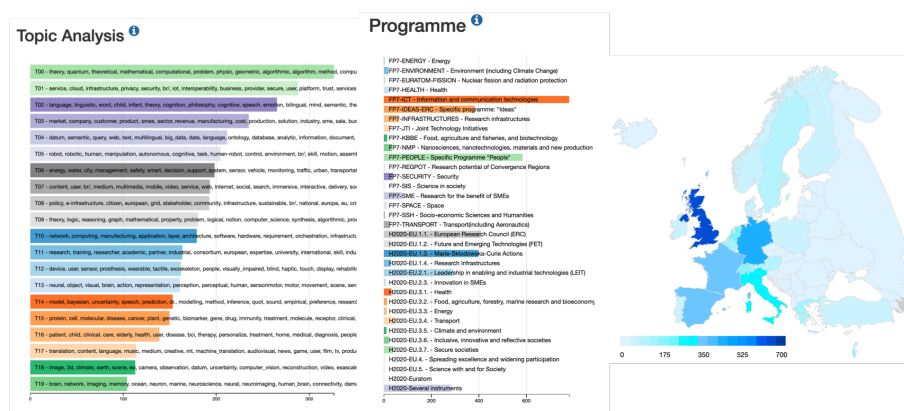 Topic Analysis
T00 - theory, quantum, theoretical, mathematical, computational, problem, physic, geometric, algorithmic, algorithm, method, compu
T01 - service, cloud, infrastructure, privacy, security, br/, iot, interoperability, business, provider, secure, user, platform, trust, services
T02 - language, linguistic, word, child, infant, theory, cognition, philosophy, cognitive, speech, emotion, bilingual, mind, semantic, the
T03 - market, company, customer, product, smes, sector, revenue, manufacturing, cost, production, solution, industry, sme, sale, bus
T04 - datum, semantic, query, web, text, multilingual, big_data, data, language, ontology, database, analytic, information, document,
T05 - robot, robotic, human, manipulation, autonomous, cognitive, task, human-robot, control, environment, br/, skill, motion, assemi
T06 - energy, water, city, management, safety, smart, decision_support, system, sensor, vehicle, monitoring, traffic, urban, transportat
T07 - content, user, br/, medium, multimedia, mobile, video, service, web, internet, social, search, immersive, interactive, delivery, soc
T08 - policy, e-infrastructure, citizen, european, grid, stakeholder, community, infrastructure, sustainable, br/, national, europe, eu, cri
T09 - theory, logic, reasoning, graph, mathematical, property, problem, logical, notion, computer_science, synthesis, algorithmic, pro
T10 - network, computing, manufacturing, application, layer, architecture, software, hardware, requirement, orchestration, infrastruc
T11 - research, training, researcher, academic, partner, industrial, consortium, european, expertise, university, international, skill, indu
T12 - device, user, sensor, prosthesis, wearable, tactile, exoskeleton, people, visually_impaired, blind, haptic, touch, display, rehabilita
T13 - neural, object, visual, brain, action, representation, perception, perceptual, human, sensorimotor, motor, movement, scene, sen
T14 - model, bayesian, uncertainty, speech, prediction, modelling, method, inference, quot, sound, empirical, preference, researc
T15 - protein, cell, molecular, disease, cancer, plant, genetic, biomarker, gene, drug, immunity, treatment, molecule, receptor, clinical,
T16 - patient, child, clinical, care, elderly, health, user, disease, bci, therapy, personalize, treatment, home, medical, diagnosis, people
T17 - translation, content, language, music, medium, creative, mt, machine_translation, audiovisual, news, game, user, film, tv, produ
T18 - image, 3d, climate, earth, scene, camera, observation, datum, uncertainty, computer_vision, reconstruction, video, exascal
T19 - brain, network, imaging, memory, ocean, neuron, marine, neuroscience, neural, neuroimaging, human_brain, connectivity, dama
0 100 200 300
Programme
FP7-ENERGY - Energy
FP7-ENVIRONMENT - Environment (including Climate Change)
FP7-EURATOM-FISSION - Nuclear fission and radiation protection
FP7-HEALTH - Health
FP7-ICT - Information and communication technologies
FP7-IDEAS-ERC - Specific programme: "Ideas"
FP7-INFRASTRUCTURES - Research infrastructures
FP7-JTI - Joint Technology Initiatives
FP7-KBBE - Food, agriculture and fisheries, and biotechnology
FP7-NMP - Nanosciences, nanotechnologies, materials and new production
FP7-PEOPLE - Specific Programme "People"
FP7-REGPOT - Research potential of Convergence Regions
FP7-SECURITY - Security
FP7-SIS - Science in society
FP7-SME - Research for the benefit of SMEs
FP7-SPACE - Space
FP7-SSH - Socio-economic Sciences and Humanities
FP7-TRANSPORT - Transport(including Aeronautics)
H2020-EU.1.1. - European Research Council (ERC)
H2020-EU.1.2. - Future and Emerging Technologies (FET)
H2020-EU.1.3. - Marie-Sklodowska-Curie Actions
H2020-EU.1.4. - Research Infrastructures
H2020-EU.2.1. - Leadership in enabling and industrial technologies (LEIT)
H2020-EU.2.3. - Innovation in SMEs
H2020-EU.3.1. - Health
H2020-EU.3.2. - Food, agriculture, forestry, marine research and bioeconomy
H2020-EU.3.3. - Energy
H2020-EU.3.4. - Transport
H2020-EU.3.5. - Climate and environment
H2020-EU.3.6. - Inclusive, innovative and reflective societies
H2020-EU.3.7. - Secure societies
H2020-EU.4. - Spreading excellence and widening participation
H2020-EU.5. - Science with and for Society
H2020-Euratom
H2020-Several instruments
0 200 400 600
0 175 350 525 700